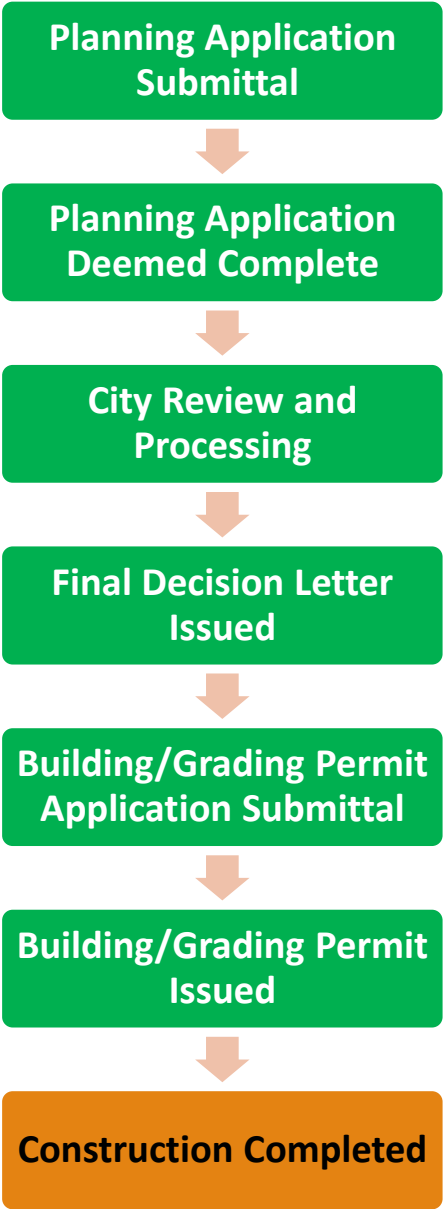 Planning Application
Submittal
Planning Application
Deemed Complete
City Review and
Processing
Final Decision Letter
Issued
Building/Grading Permit
Application Submittal
Building/Grading Permit
Issued
Construction Completed